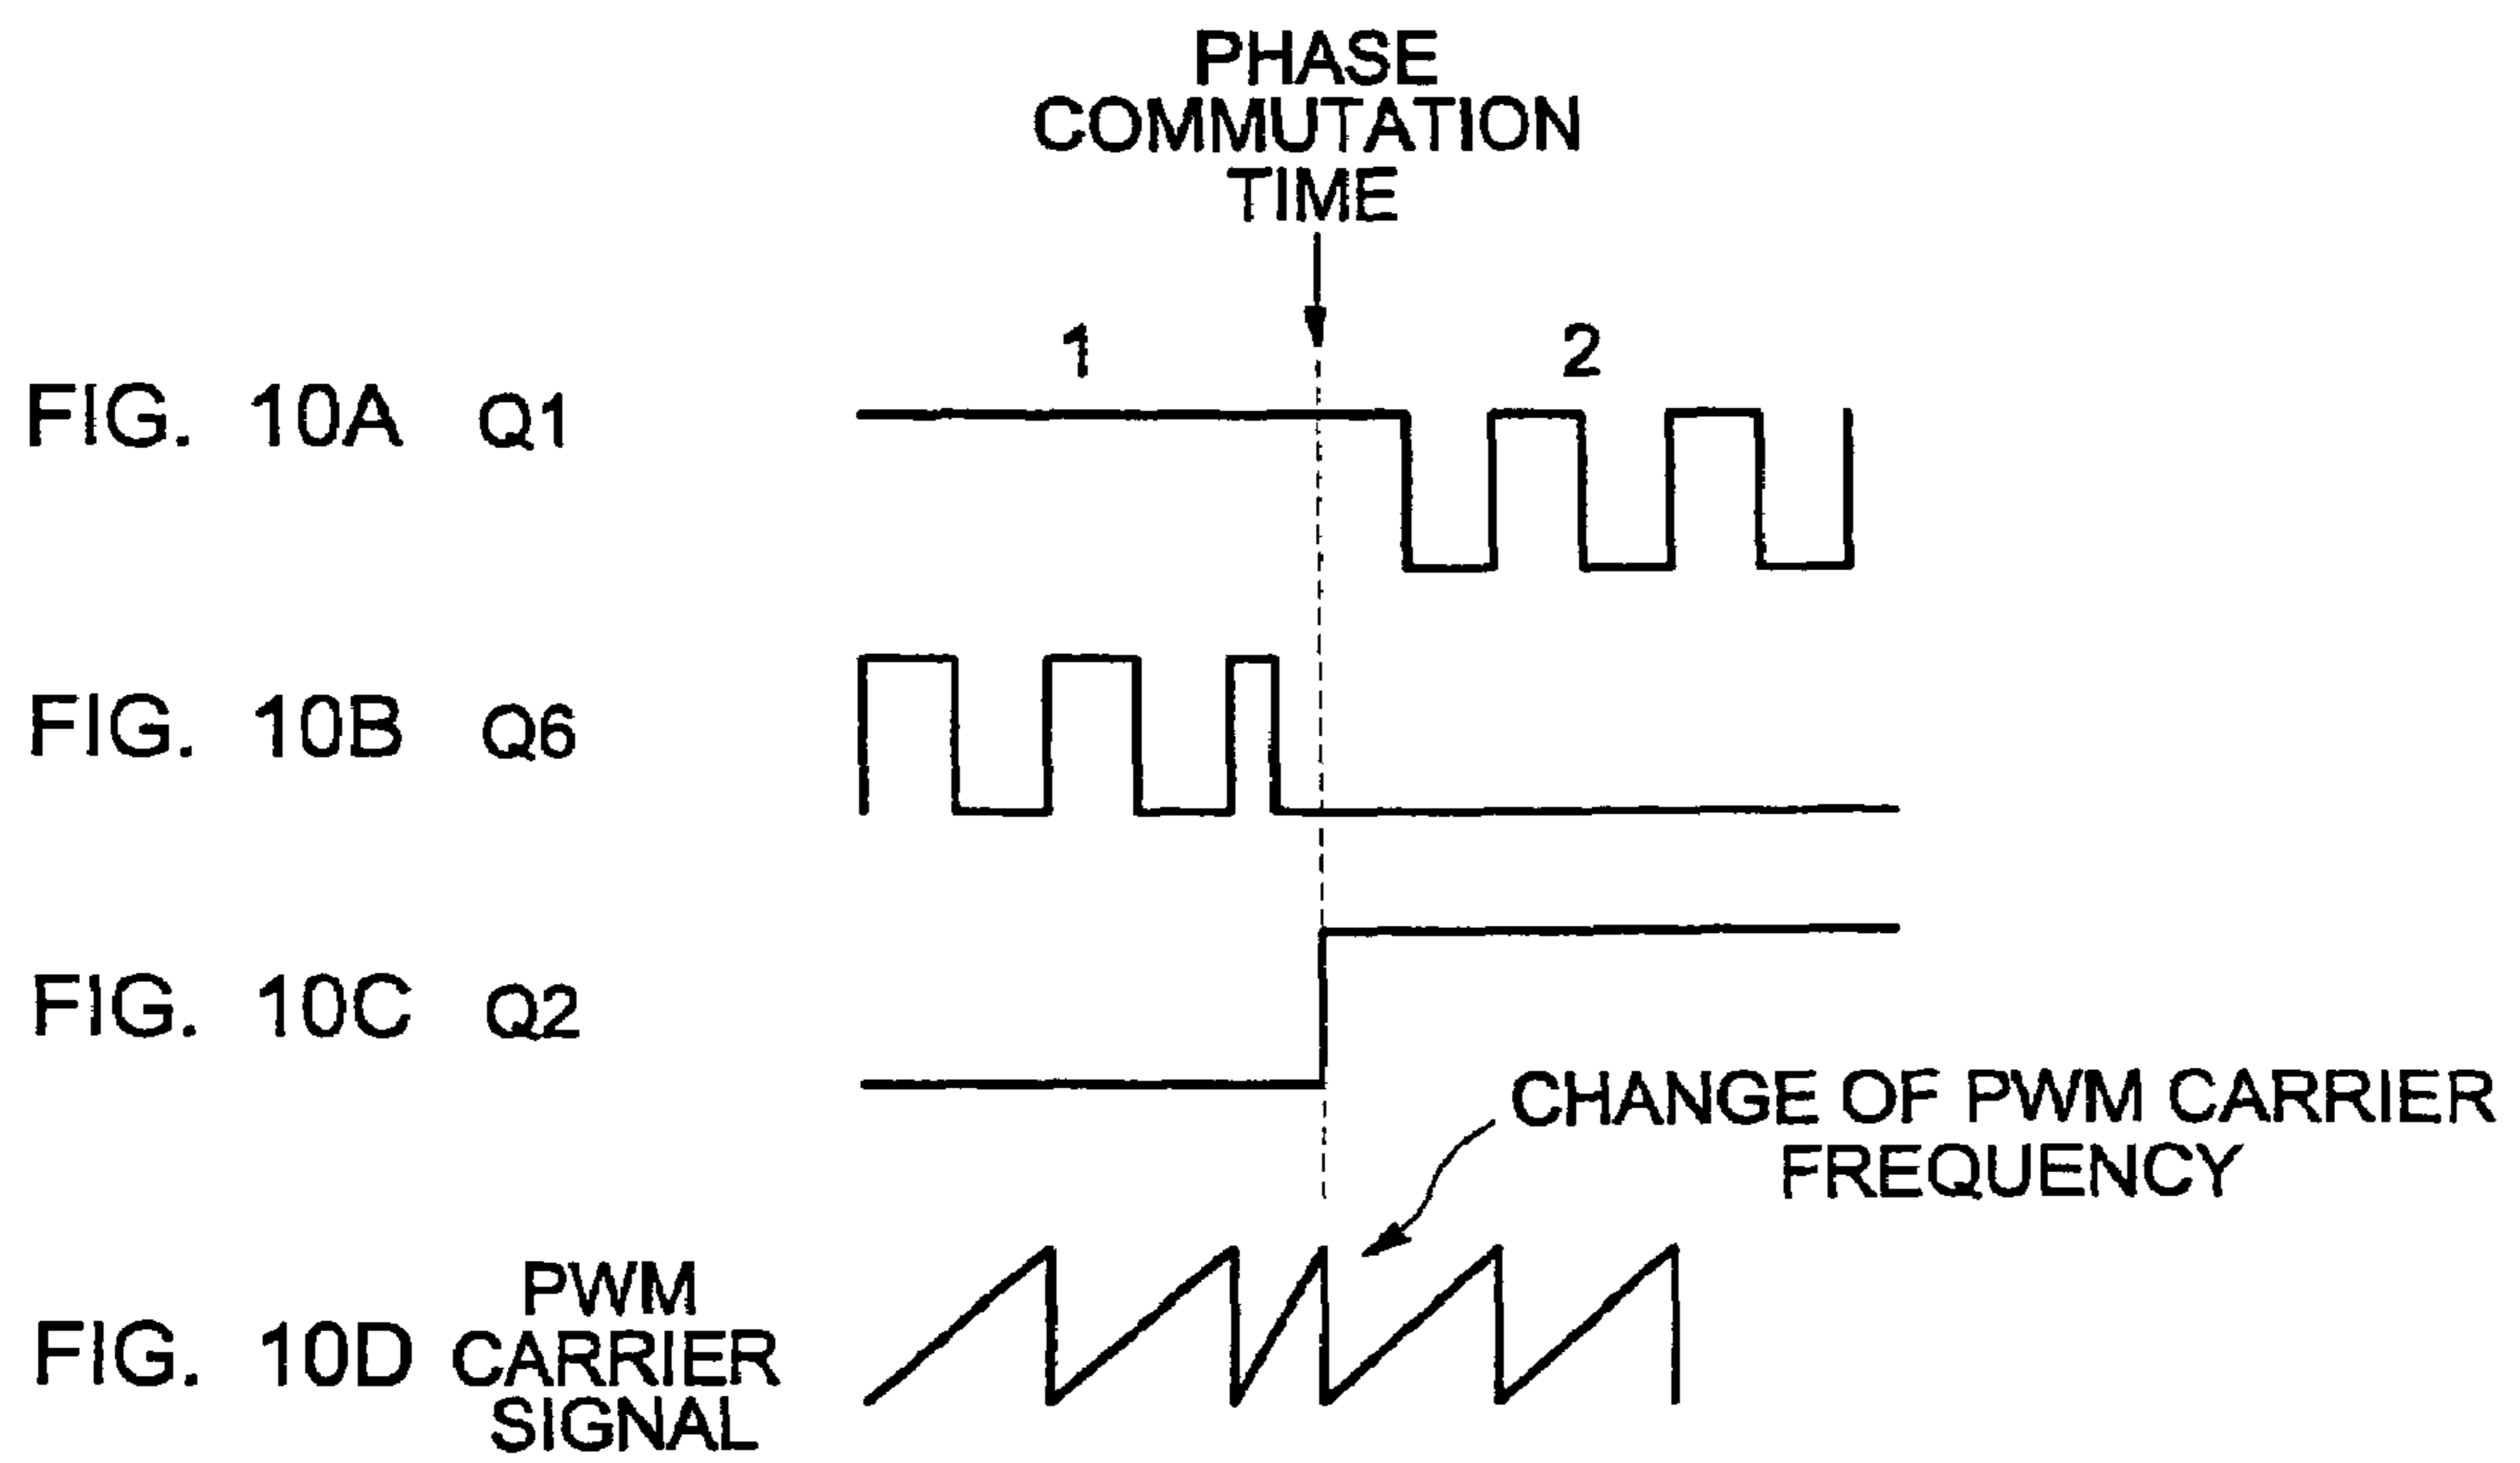 PHASE
COMMUTATION
TIME
1 2
FIG. 10A Q1
FIG. 10B Q6
FIG. 10C Q2
CHANGE OF PWM CARRIER
FREQUENCY
PWM
FIG. 10D CARRIER
SIGNAL